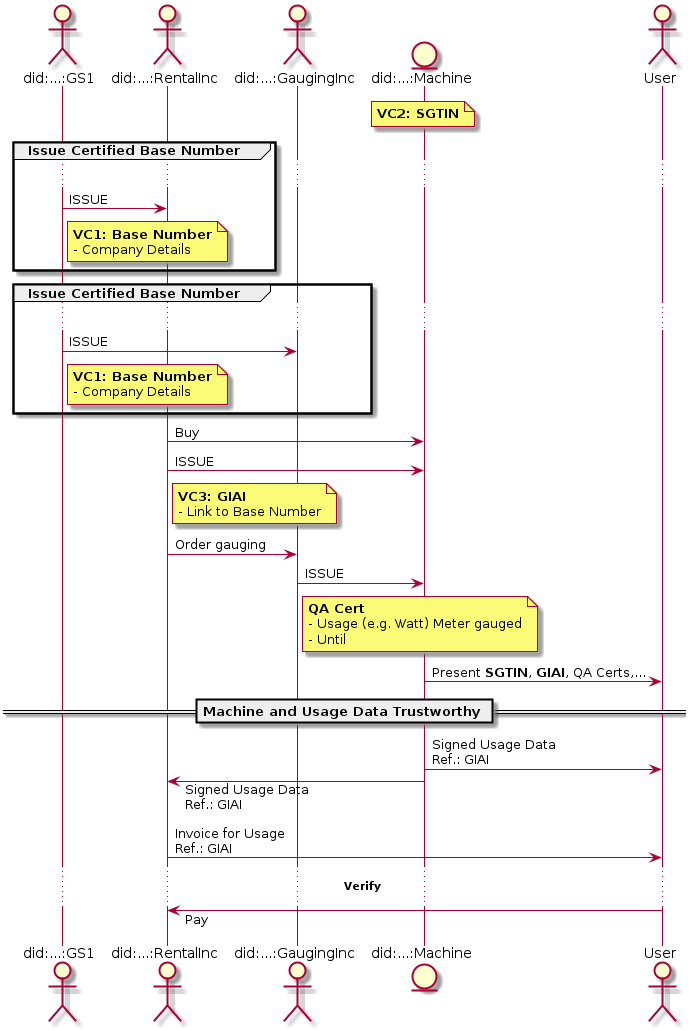 did:...:GS1 did:...:RentalInc did:...:GaugingInc did:...:Machine User
VC2: SGTIN
Issue Certified Base Number
ISSUE
VC1: Base Number
- Company Details
Issue Certified Base Number
ISSUE
VC1: Base Number
- Company Details
Buy
ISSUE
VC3: GIAI
- Link to Base Number
Order gauging
ISSUE
QA Cert
- Usage (e.g. Watt) Meter gauged
- Until
Present SGTIN, GIAI, QA Certs,...
Machine and Usage Data Trustworthy
Signed Usage Data
Ref.: GIAI
Signed Usage Data
Ref.: GIAI
Invoice for Usage
Ref.: GIAI
Verify
Pay
did:...:GS1 did:...:RentalInc did:...:GaugingInc did:...:Machine User